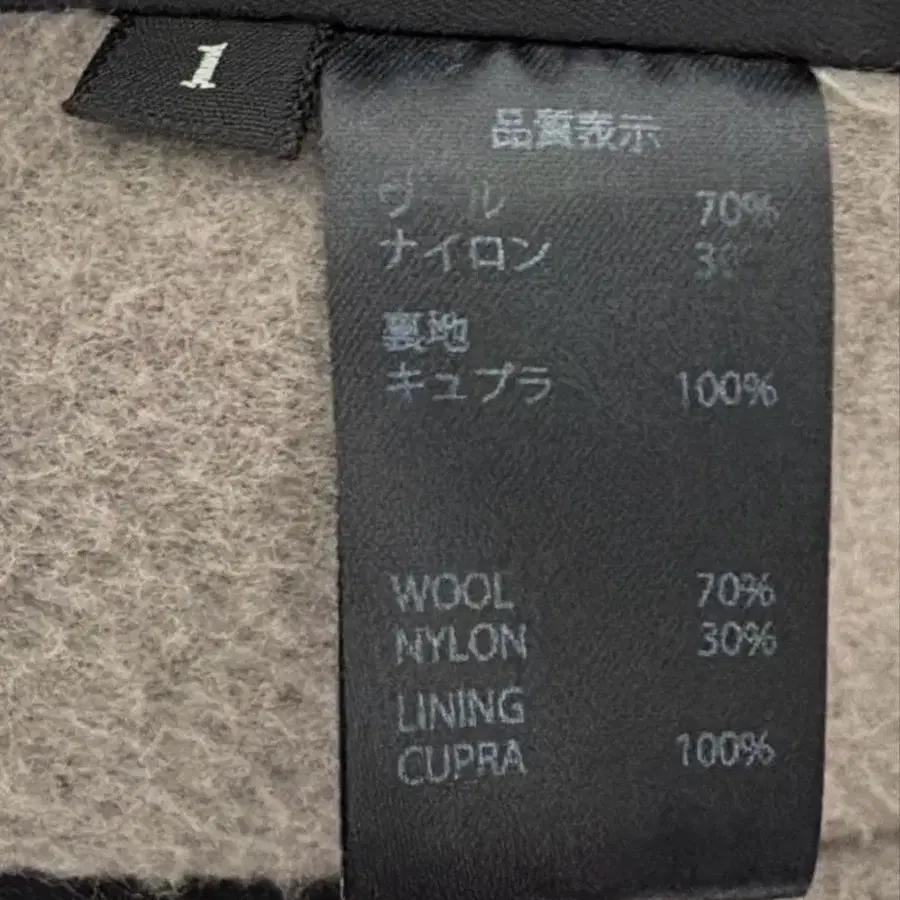 1
品質表示
ウール 70%
ナイロン 30%
裏地
キュプラ 100%
WOOL 70%
NYLON 30%
LINING
CUPRA 100%